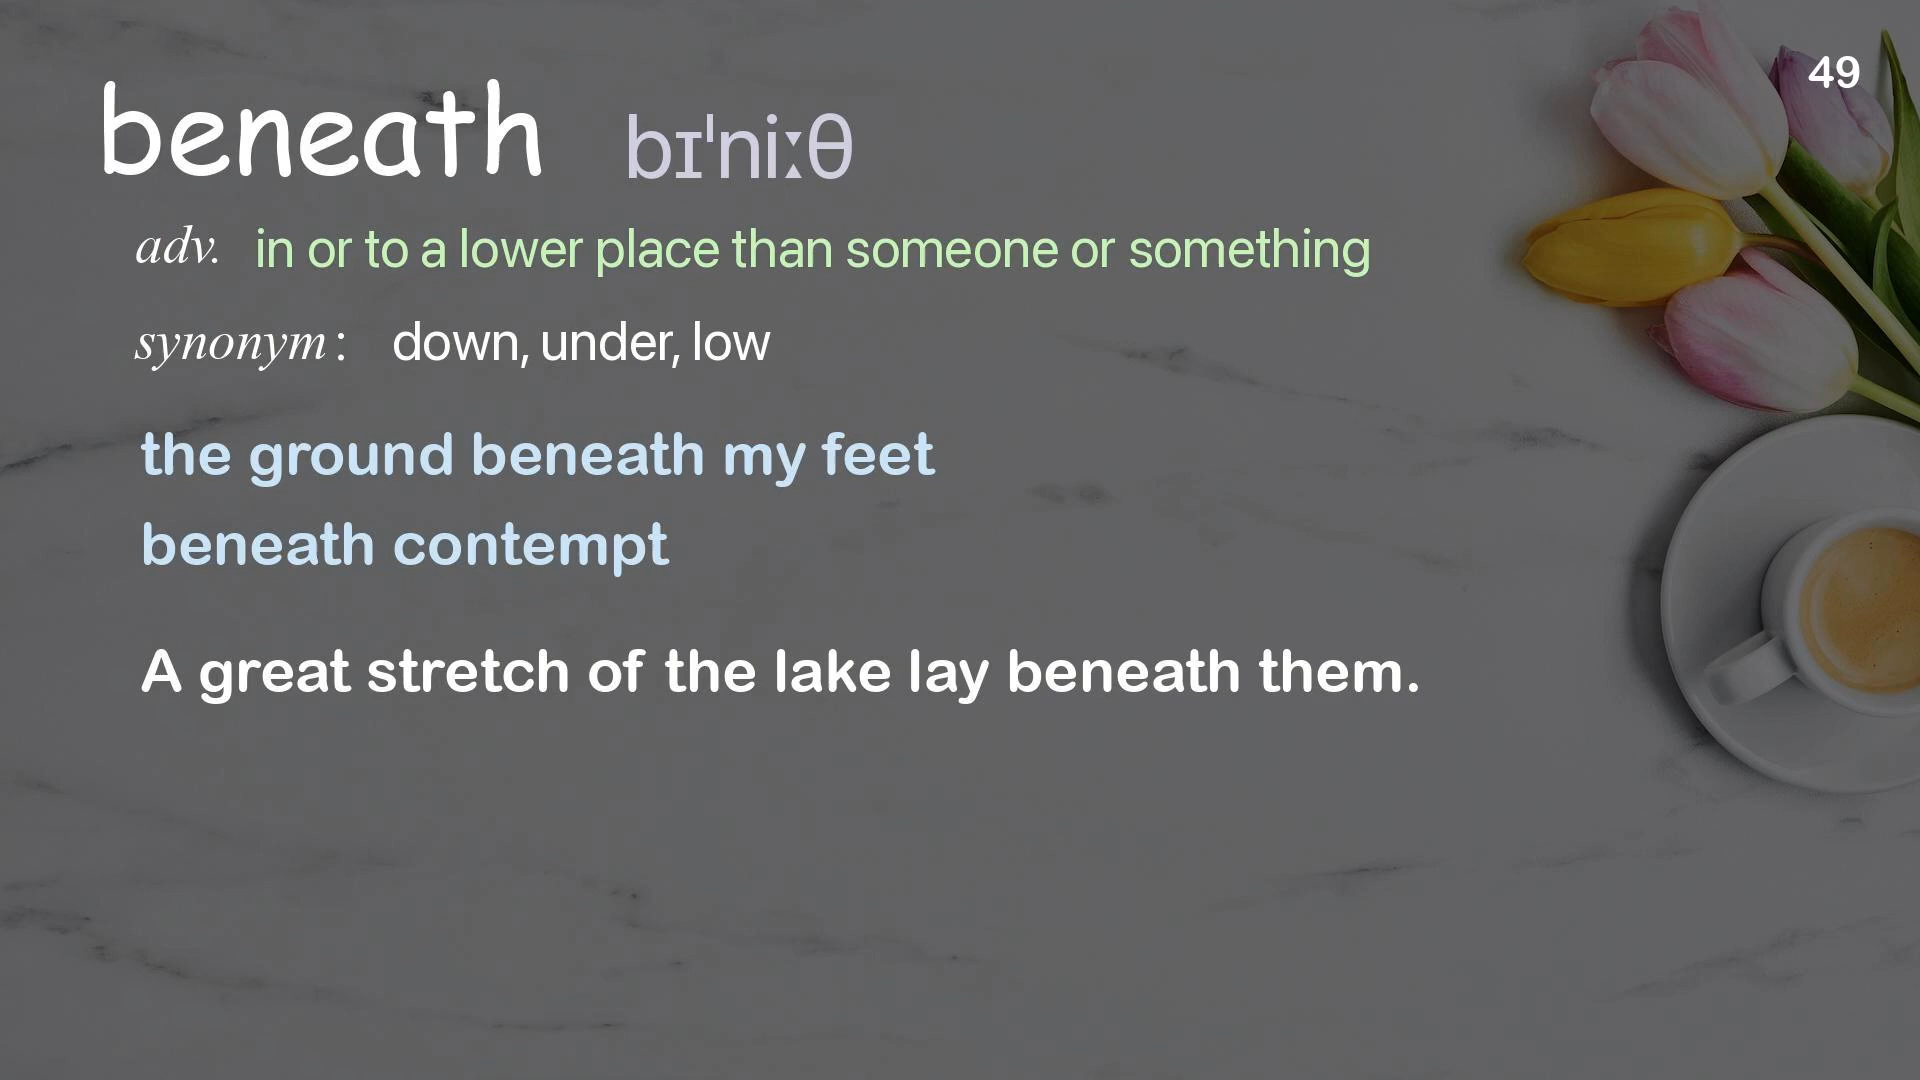 49
beneath bɪˈniːθ
adv. in or to a lower place than someone or something
synonym : down, under, low
the ground beneath my feet
beneath contempt
A great stretch of the lake lay beneath them.